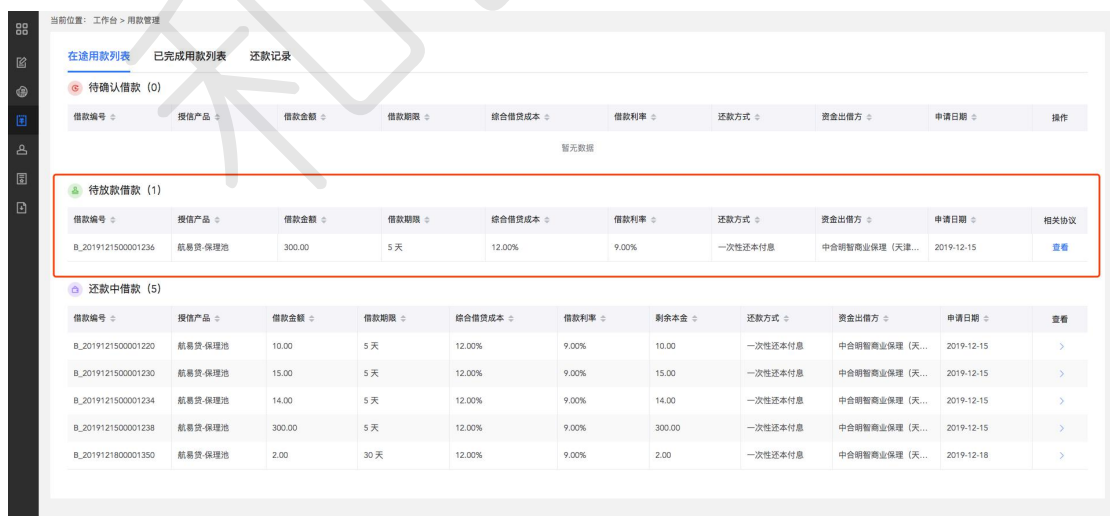 当前位置： 工作台 > 用款管理
在途用款列表 已完成用款列表 还款记录
待确认借款（0）
借款编号 授信产品 借款金额 借款期限 综合借贷成本 借款利率 还款方式 资金出借方 申请日期 操作
暂无数据
待放款借款（1）
借款编号 授信产品 借款金额 借款期限 综合借贷成本 借款利率 还款方式 资金出借方 申请日期 相关协议
B_2019121500001236 航易贷-保理池 300.00 5 天 12.00% 9.00% 一次性还本付息 中合明智商业保理（天津... 2019-12-15 查看
还款中借款（5）
借款编号 授信产品 借款金额 借款期限 综合借贷成本 借款利率 剩余本金 还款方式 资金出借方 申请日期 查看
B_2019121500001220 航易贷-保理池 10.00 5 天 12.00% 9.00% 10.00 一次性还本付息 中合明智商业保理（天... 2019-12-15
B_2019121500001230 航易贷-保理池 15.00 5 天 12.00% 9.00% 15.00 一次性还本付息 中合明智商业保理（天... 2019-12-15
B_2019121500001234 航易贷-保理池 14.00 5 天 12.00% 9.00% 14.00 一次性还本付息 中合明智商业保理（天... 2019-12-15
B_2019121500001238 航易贷-保理池 300.00 5 天 12.00% 9.00% 300.00 一次性还本付息 中合明智商业保理（天... 2019-12-15
B_2019121800001350 航易贷-保理池 2.00 30 天 12.00% 9.00% 2.00 一次性还本付息 中合明智商业保理（天... 2019-12-18